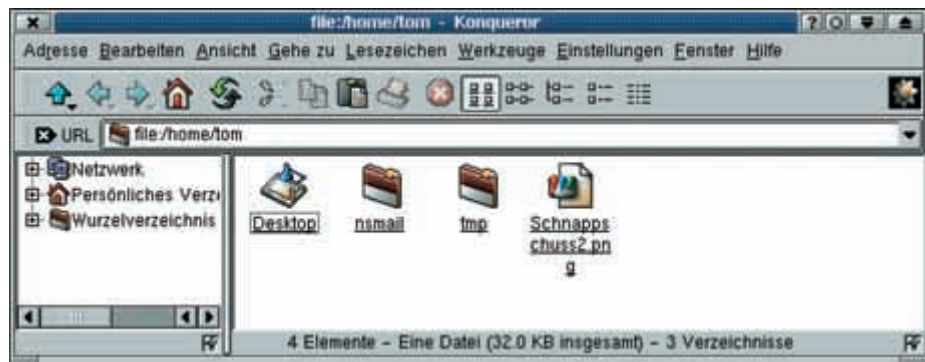 file:/home/tom - Konqueror
Adresse Bearbeiten Ansicht Gehe zu Lesezeichen Werkzeuge Einstellungen Fenster Hilfe
URL file:/home/tom
Netzwerk
Persönliches Verz
Wurzelverzeichnis
Desktop
nsmail
tmp
Schnapps
chuss2.pn
g
4 Elemente - Eine Datei (32.0 KB insgesamt) - 3 Verzeichnisse